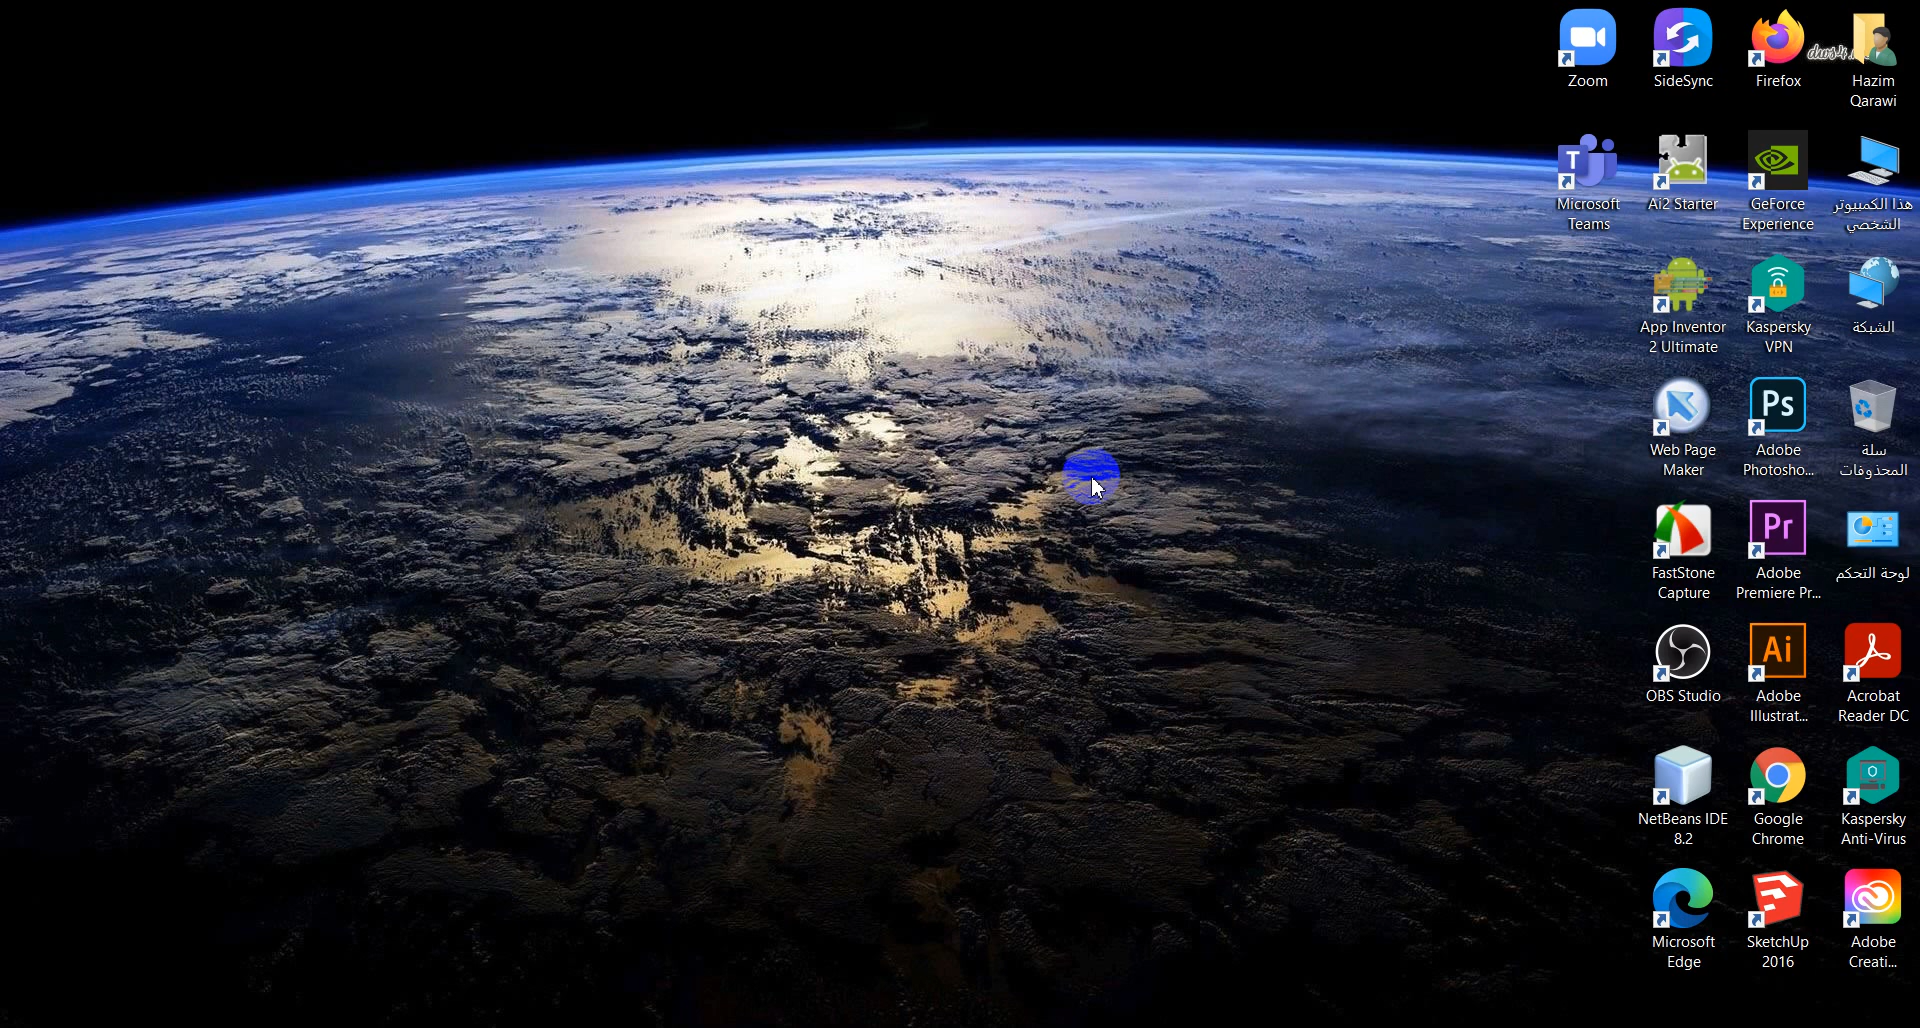 Zoom
SideSync
Firefox
Hazim
Qarawi
T
Microsoft
Teams
Ai2 Starter
GeForce
Experience
هذا الكمبيوتر
الشخصي
App Inventor
2 Ultimate
Kaspersky
VPN
الشبكة
Web Page
Maker
Ps
Adobe
Photosho...
سلة
المحذوفات
FastStone
Capture
Pr
Adobe
Premiere Pr...
لوحة التحكم
OBS Studio
Ai
Adobe
Illustrat...
Acrobat
Reader DC
NetBeans IDE
8.2
Google
Chrome
Kaspersky
Anti-Virus
Microsoft
Edge
SketchUp
2016
Adobe
Creati...